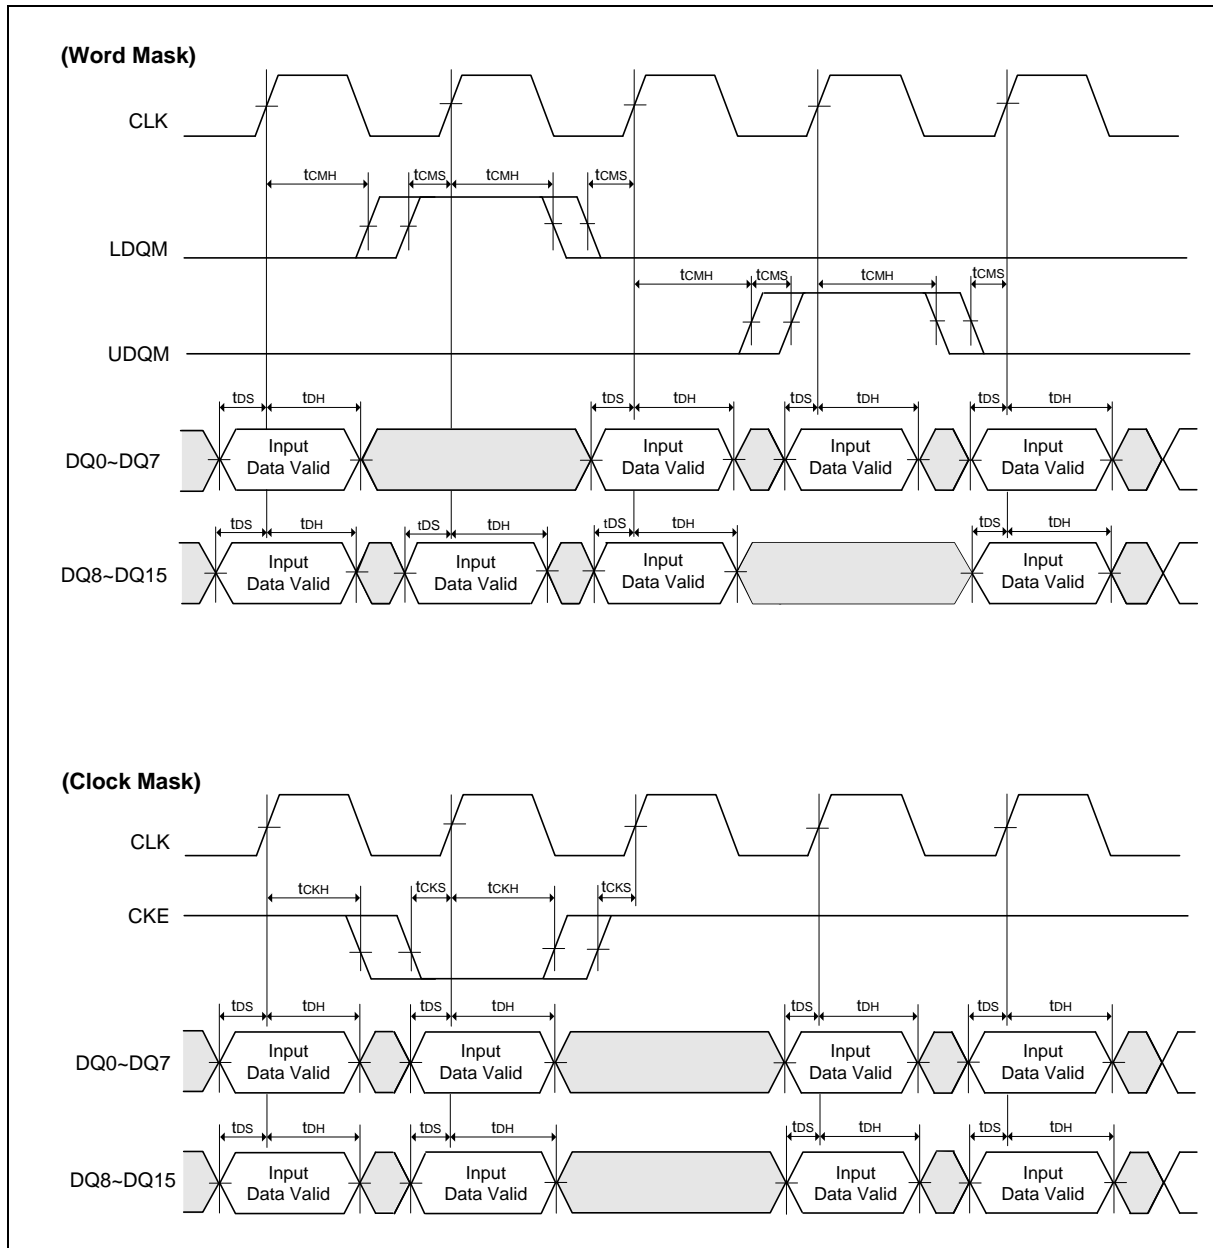 (Word Mask)
CLK
tCMH tCMS tCMH tCMS
LDQM
tCMH tCMS tCMH tCMS
UDQM
tDS tDH tDS tDH tDS tDH tDS tDH
DQ0~DQ7 Input Data Valid Input Data Valid Input Data Valid Input Data Valid
tDS tDH tDS tDH tDS tDH tDS tDH
DQ8~DQ15 Input Data Valid Input Data Valid Input Data Valid Input Data Valid
(Clock Mask)
CLK
tCKH tCKS tCKH tCKS
CKE
tDS tDH tDS tDH tDS tDH tDS tDH
DQ0~DQ7 Input Data Valid Input Data Valid Input Data Valid Input Data Valid
tDS tDH tDS tDH tDS tDH tDS tDH
DQ8~DQ15 Input Data Valid Input Data Valid Input Data Valid Input Data Valid